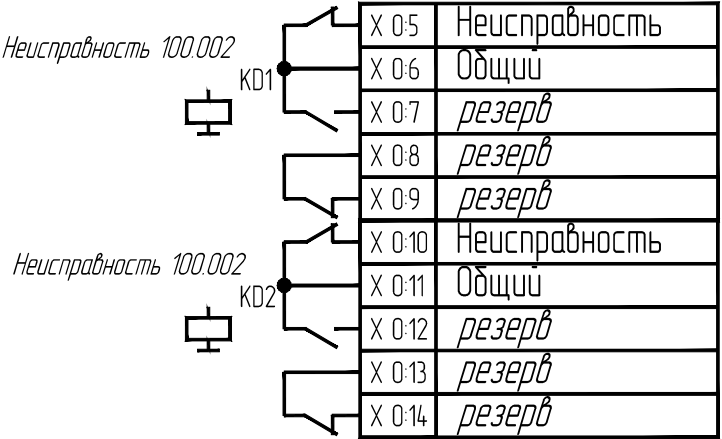 Неисправность 100.002
KD1
X 0:5 Неисправность
X 0:6 Общий
X 0:7 резерв
X 0:8 резерв
X 0:9 резерв
Неисправность 100.002
KD2
X 0:10 Неисправность
X 0:11 Общий
X 0:12 резерв
X 0:13 резерв
X 0:14 резерв